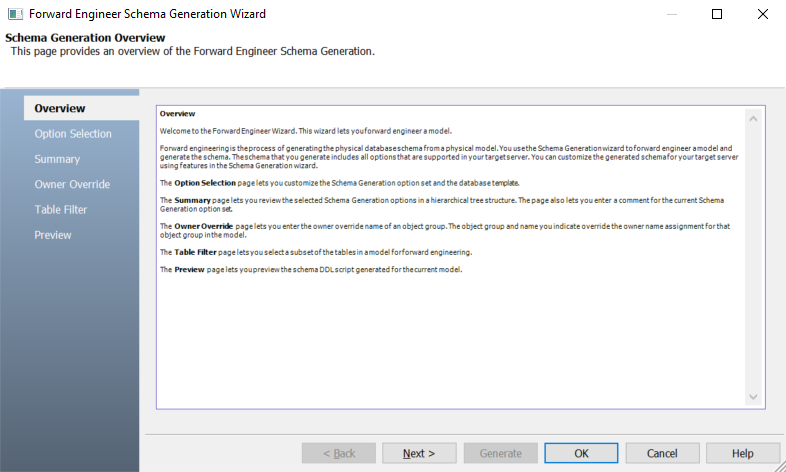 Forward Engineer Schema Generation Wizard
Schema Generation Overview
This page provides an overview of the Forward Engineer Schema Generation.
Overview
Option Selection
Summary
Owner Override
Table Filter
Preview
Overview
Welcome to the Forward Engineer Wizard. This wizard lets you forward engineer a model.
Forward engineering is the process of generating the physical database schema from a physical model. You use the Schema Generation wizard to forward engineer a model and
generate the schema. The schema that you generate includes all options that are supported in your target server. You can customize the generated schema for your target server
using features in the Schema Generation wizard.
The Option Selection page lets you customize the Schema Generation option set and the database template.
The Summary page lets you review the selected Schema Generation options in a hierarchical tree structure. The page also lets you enter a comment for the current Schema
Generation option set.
The Owner Override page lets you enter the owner override name of an object group. The object group and name you indicate override the owner name assignment for that
object group in the model.
The Table Filter page lets you select a subset of the tables in a model for forward engineering.
The Preview page lets you preview the schema DDL script generated for the current model.
< Back
Next >
Generate
OK
Cancel
Help